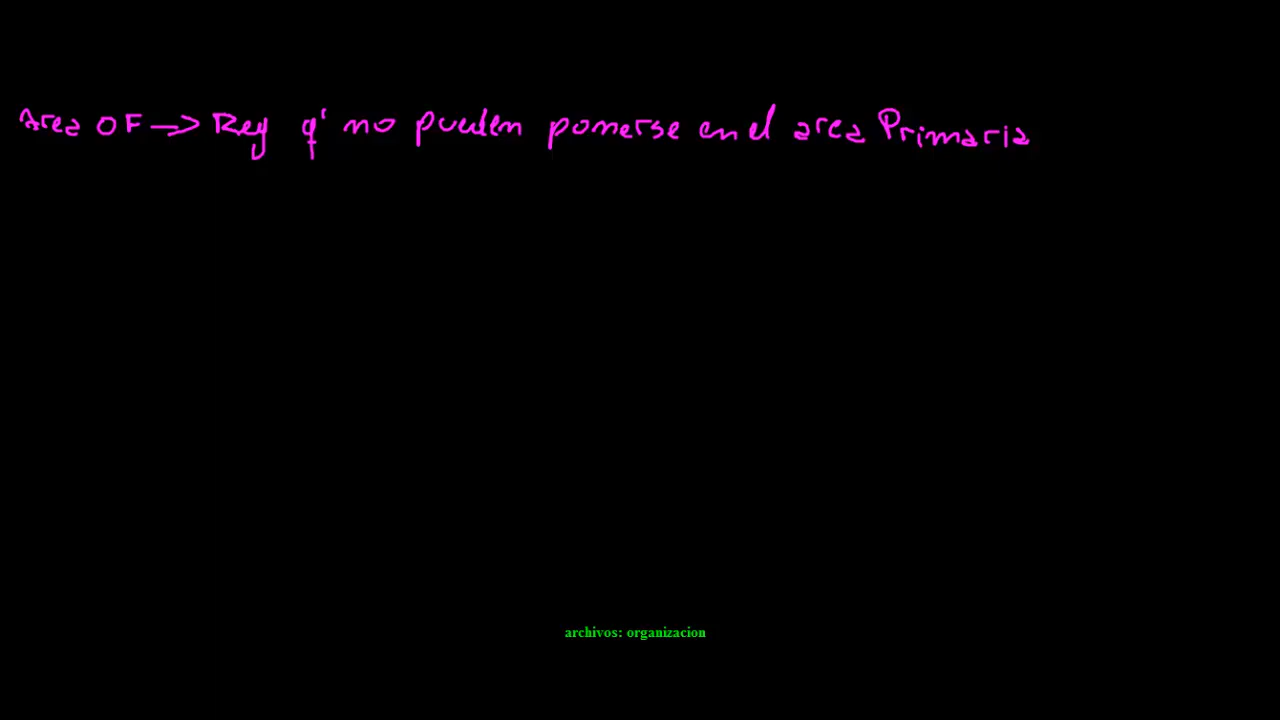 Area OF -> Reg q' no pueden ponerse en el area Primaria
archivos: organizacion